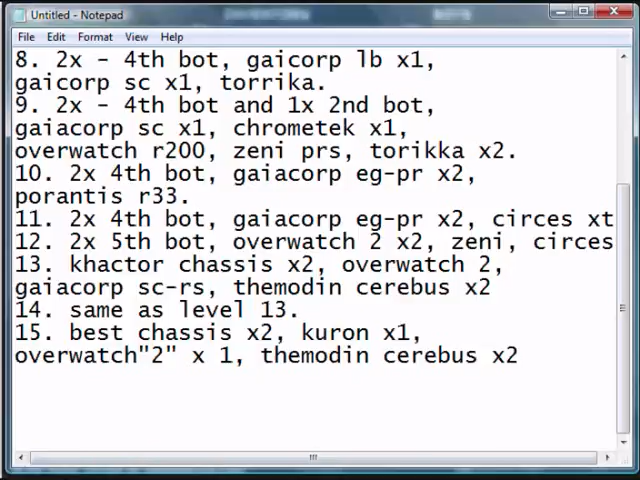 Untitled - Notepad
File Edit Format View Help
8. 2x - 4th bot, gaicorp lb x1,
gaicorp sc x1, torrika.
9. 2x - 4th bot and 1x 2nd bot,
gaiacorp sc x1, chrometek x1,
overwatch r200, zeni prs, torikka x2.
10. 2x 4th bot, gaiacorp eg-pr x2,
porantis r33.
11. 2x 4th bot, gaiacorp eg-pr x2, circes xt
12. 2x 5th bot, overwatch 2 x2, zeni, circes
13. khactor chassis x2, overwatch 2,
gaiacorp sc-rs, themodin cerebus x2
14. same as level 13.
15. best chassis x2, kuron x1,
overwatch"2" x 1, themodin cerebus x2